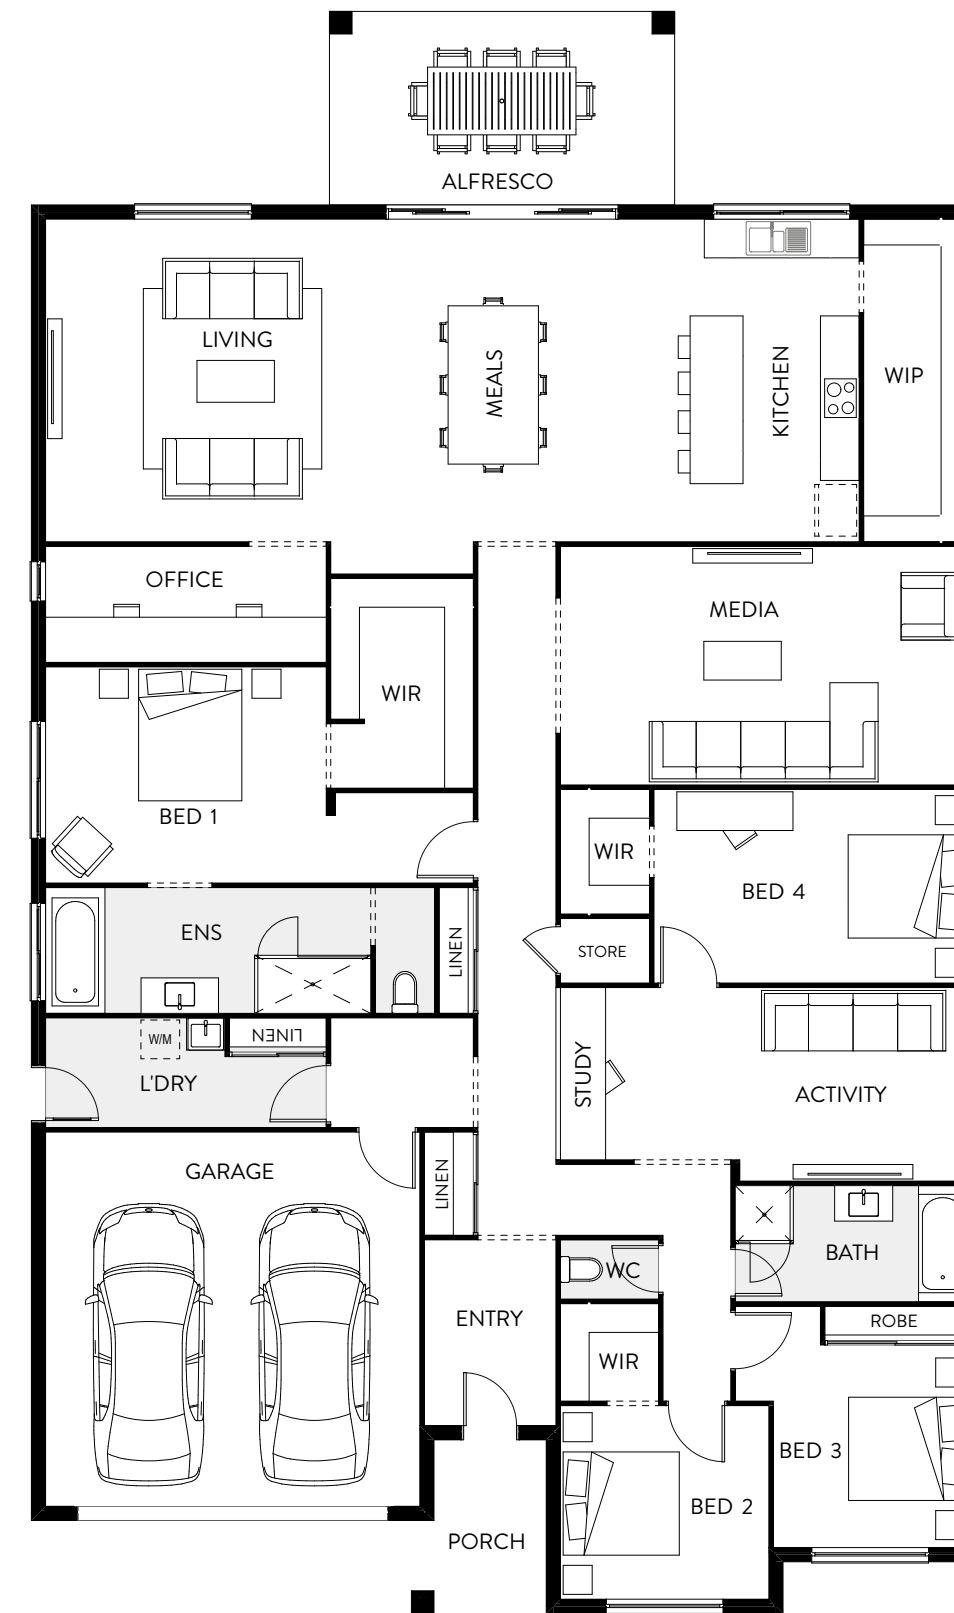 ALFRESCO
LIVING
MEALS
KITCHEN
WIP
OFFICE
MEDIA
WIR
BED 1
WIR
BED 4
ENS
LINEN
STORE
W/M
LINEN
L'DRY
STUDY
ACTIVITY
GARAGE
LINEN
BATH
WC
ENTRY
ROBE
WIR
BED 3
BED 2
PORCH